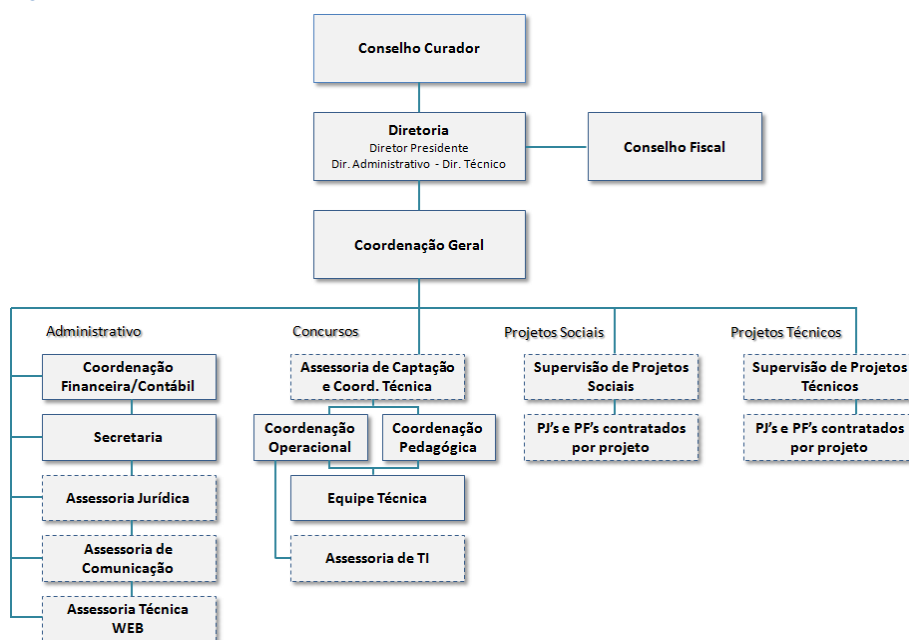 Conselho Curador
Diretoria
Diretor Presidente
Dir. Administrativo - Dir. Técnico
Conselho Fiscal
Coordenação Geral
Administrativo
Coordenação
Financeira/Contábil
Secretaria
Assessoria Jurídica
Assessoria de
Comunicação
Assessoria Técnica
WEB
Concursos
Assessoria de Captação
e Coord. Técnica
Coordenação
Operacional
Coordenação
Pedagógica
Equipe Técnica
Assessoria de TI
Projetos Sociais
Supervisão de Projetos
Sociais
PJ's e PF's contratados
por projeto
Projetos Técnicos
Supervisão de Projetos
Técnicos
PJ's e PF's contratados
por projeto